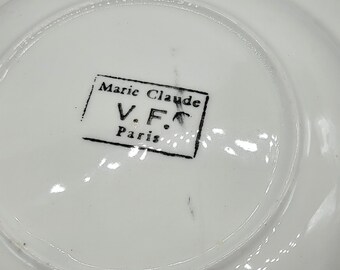 Marie Claude
V. F.
Paris